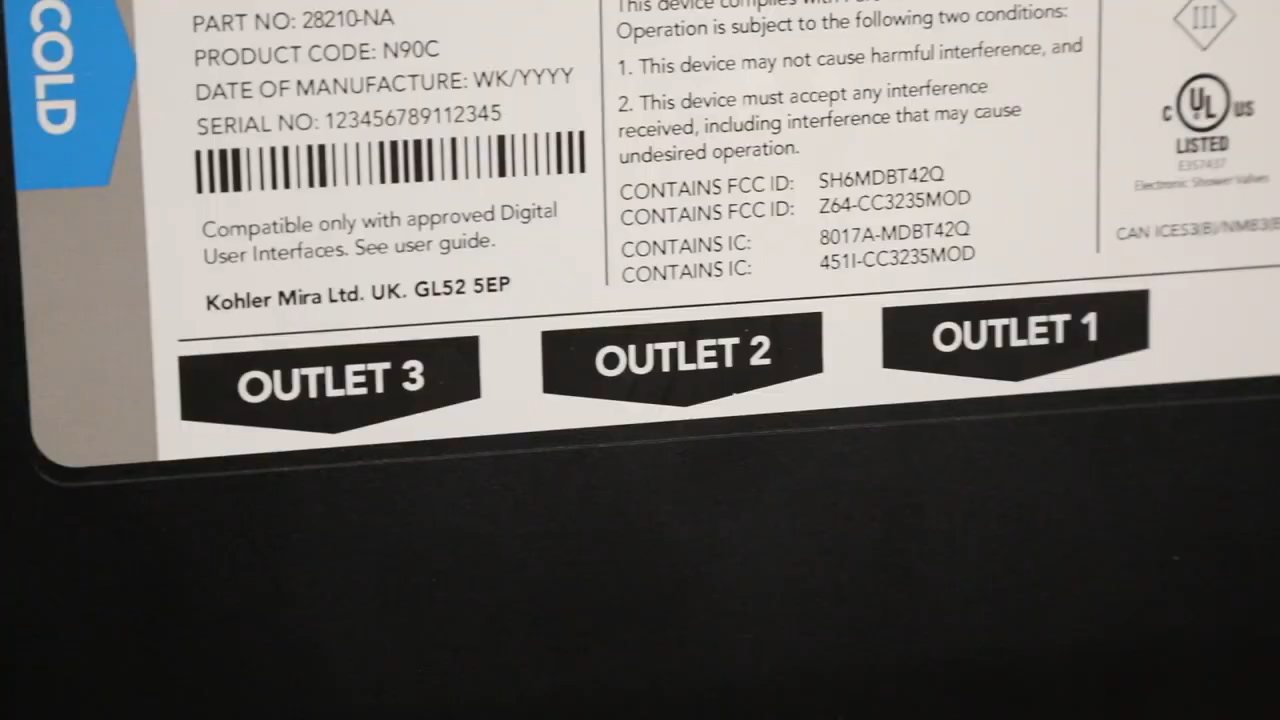 COLD
PART NO: 28210-NA
PRODUCT CODE: N90C
DATE OF MANUFACTURE: WK/YYYY
SERIAL NO: 123456789112345
Compatible only with approved Digital
User Interfaces. See user guide.
Kohler Mira Ltd. UK. GL52 5EP
This device complies with
Operation is subject to the following two conditions:
1. This device may not cause harmful interference, and
2. This device must accept any interference
received, including interference that may cause
undesired operation.
CONTAINS FCC ID: SH6MDBT42Q
CONTAINS FCC ID: Z64-CC3235MOD
CONTAINS IC: 8017A-MDBT42Q
CONTAINS IC: 451I-CC3235MOD
III
C UL US
LISTED
E357437
Electronic Shower Valves
CAN ICES3(B)/NMB3(B
OUTLET 3
OUTLET 2
OUTLET 1